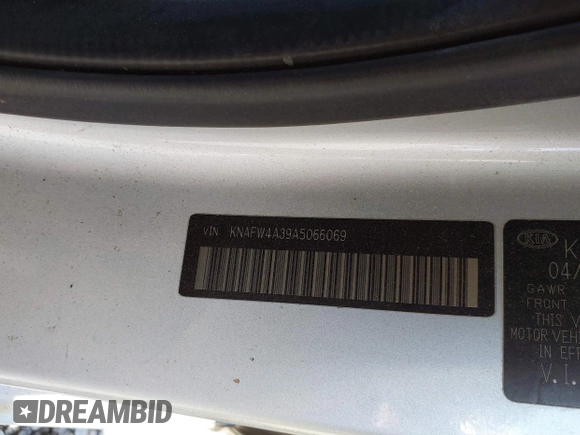 VIN. KNAFW4A39A5066069
KIA
K
04/
GAWR
FRONT
THIS V
MOTOR VEH
IN EFF
V.I.
DREAMBID